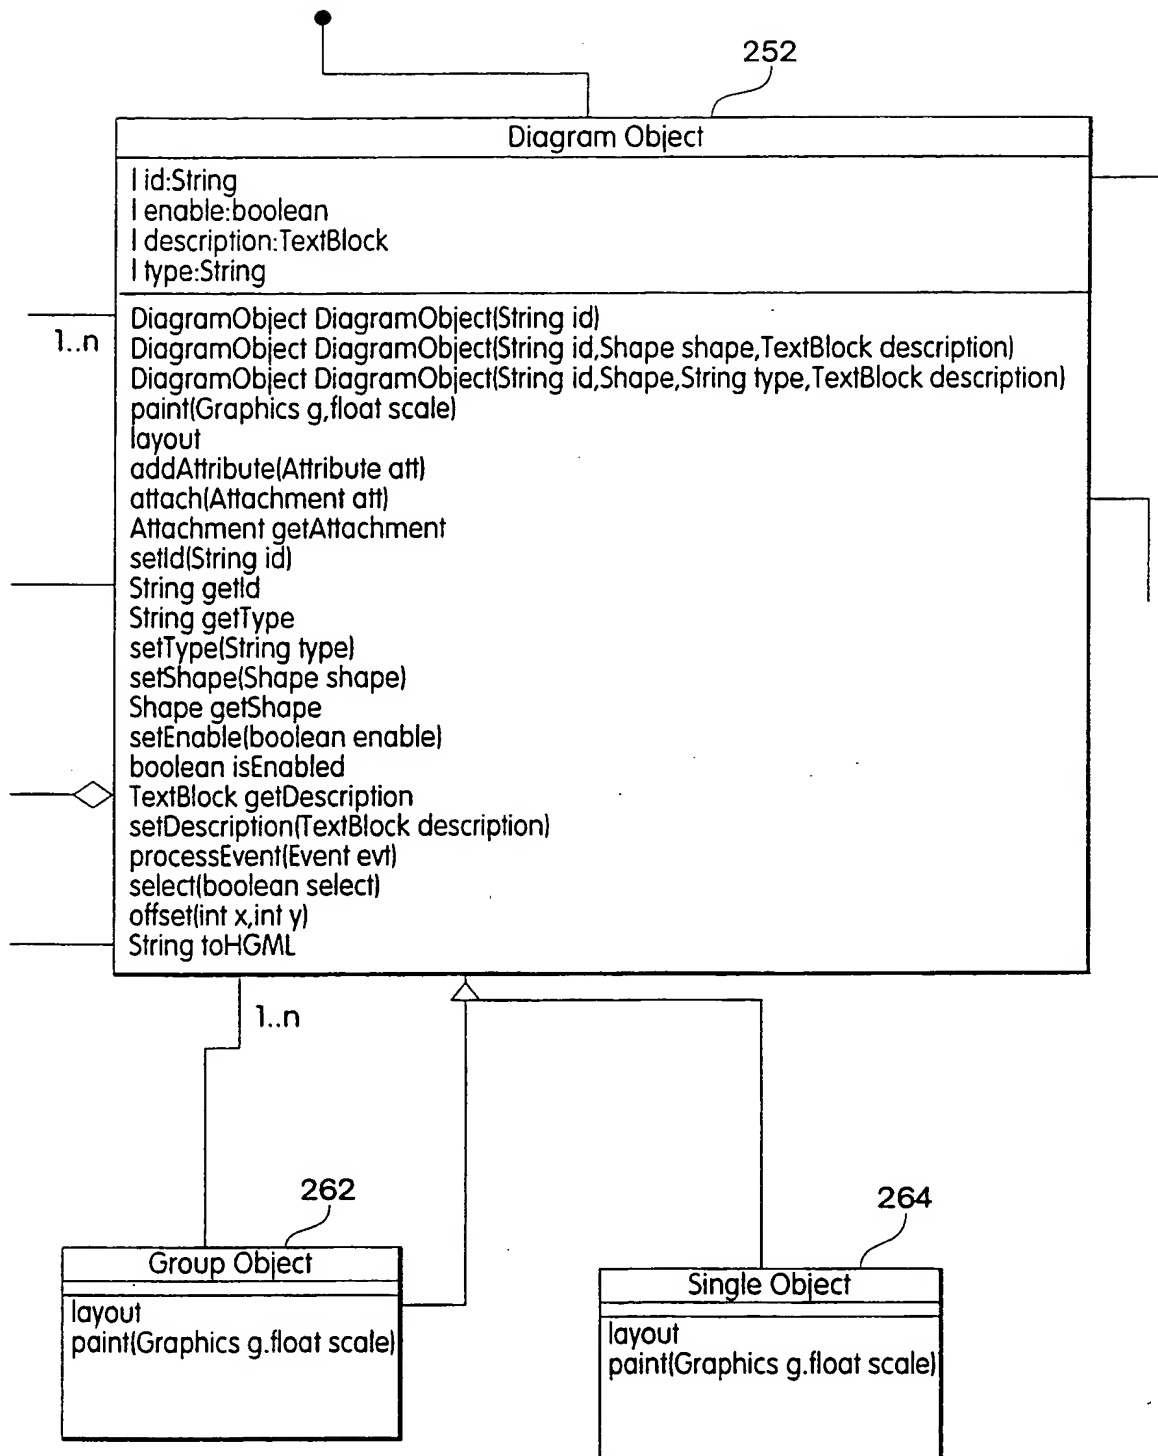 252
Diagram Object
I id:String
I enable:boolean
I description:TextBlock
I type:String
1..n
DiagramObject DiagramObject(String id)
DiagramObject DiagramObject(String id,Shape shape,TextBlock description)
DiagramObject DiagramObject(String id,Shape,String type,TextBlock description)
paint(Graphics g,float scale)
layout
addAttribute(Attribute att)
attach(Attachment att)
Attachment getAttachment
setId(String id)
String getId
String getType
setType(String type)
setShape(Shape shape)
Shape getShape
setEnable(boolean enable)
boolean isEnabled
TextBlock getDescription
setDescription(TextBlock description)
processEvent(Event evt)
select(boolean select)
offset(int x,int y)
String toHGML
1..n
262
Group Object
layout
paint(Graphics g.float scale)
264
Single Object
layout
paint(Graphics g.float scale)